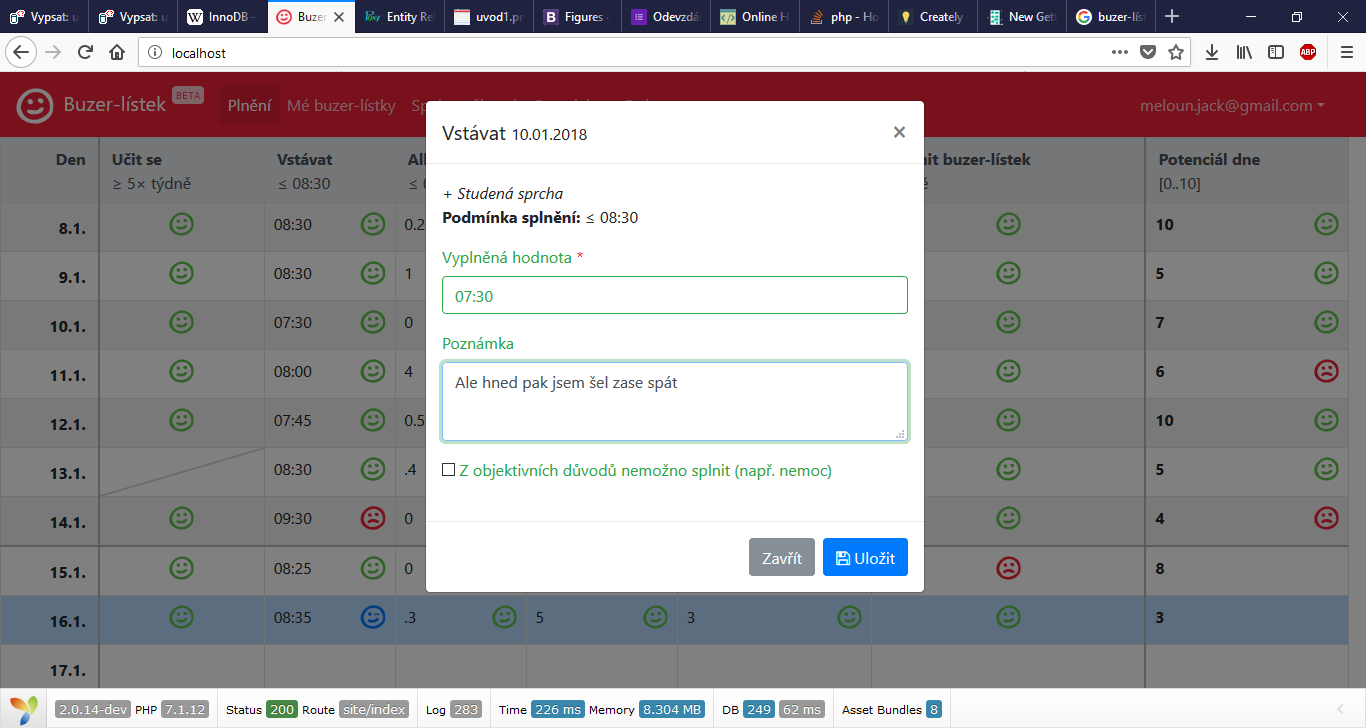 Vypsat: u
Vypsat: u
InnoDB –
Buzer
Entity Re
uvod1.pr
Figures ·
Odevzdá
Online H
php - Ho
Creately
New Gett
buzer-lís
localhost
Buzer-lístek BETA
Plnění Mé buzer-lístky
meloun.jack@gmail.com
Den
Učit se
≥ 5× týdně
Vstávat
≤ 08:30
nit buzer-lístek
Potenciál dne
[0..10]
8.1. 08:30 0.2 10
9.1. 08:30 1 5
10.1. 07:30 0 7
11.1. 08:00 4 6
12.1. 07:45 0.5 10
13.1. 08:30 .4 5
14.1. 09:30 0 4
15.1. 08:25 0 8
16.1. 08:35 .3 5 3 3
17.1.
Vstávat 10.01.2018 ×
+ Studená sprcha
Podmínka splnění: ≤ 08:30
Vyplněná hodnota *
07:30
Poznámka
Ale hned pak jsem šel zase spát
Z objektivních důvodů nemožno splnit (např. nemoc)
Zavřít Uložit
2.0.14-dev PHP 7.1.12 Status 200 Route site/index Log 283 Time 226 ms Memory 8.304 MB DB 249 62 ms Asset Bundles 8